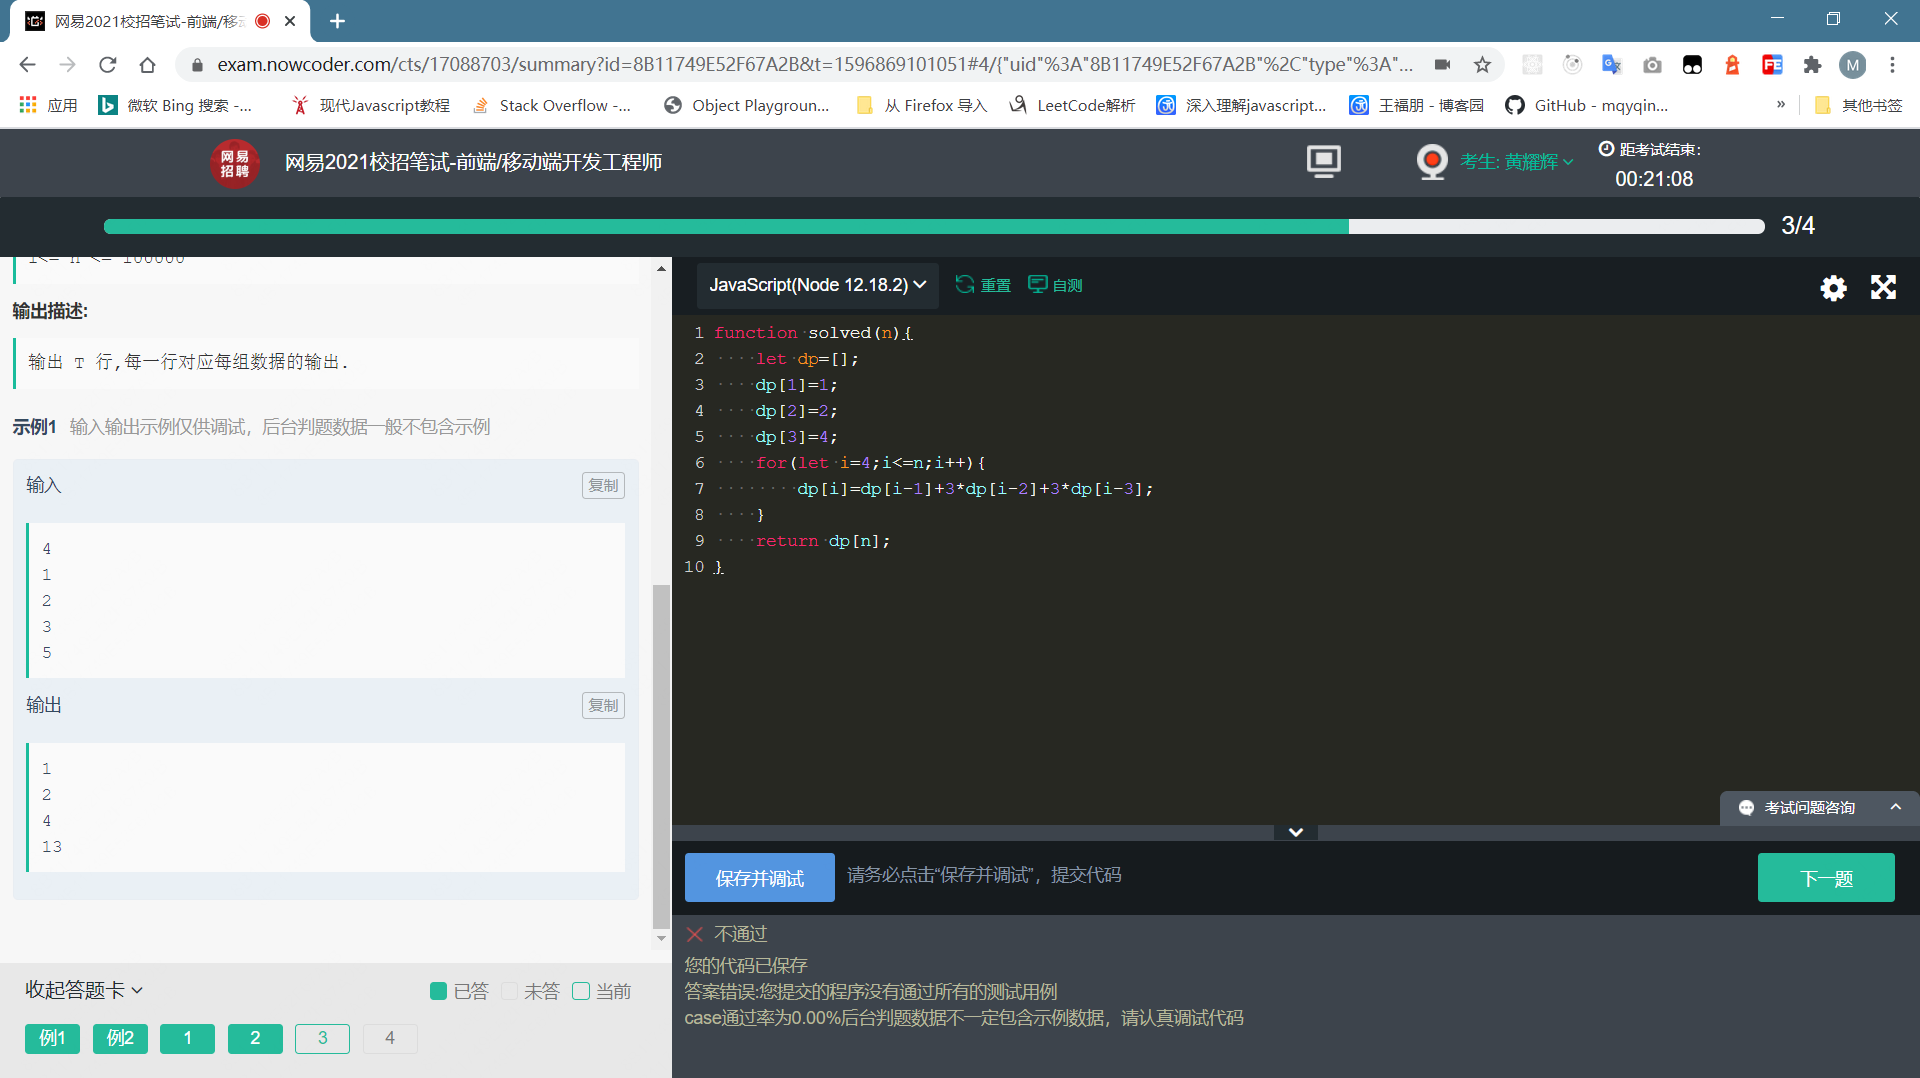 网易2021校招笔试-前端/移
exam.nowcoder.com/cts/17088703/summary?id=8B11749E52F67A2B&t=1596869101051#4/{"uid"%3A"8B11749E52F67A2B"%2C"type"%3A"...
M
应用
微软 Bing 搜索 -...
现代Javascript教程
Stack Overflow -...
Object Playgroun...
从 Firefox 导入
LeetCode解析
深入理解javascript...
王福朋 - 博客园
GitHub - mqyqin...
»
其他书签
网易
招聘
网易2021校招笔试-前端/移动端开发工程师
考生: 黄耀辉
距考试结束:
00:21:08
3/4
1<= n <= 100000
输出描述:
输出 T 行,每一行对应每组数据的输出.
示例1 输入输出示例仅供调试，后台判题数据一般不包含示例
输入
复制
4
1
2
3
5
输出
复制
1
2
4
13
收起答题卡
已答
未答
当前
例1
例2
1
2
3
4
JavaScript(Node 12.18.2)
重置
自测
1 function solved(n){
2 ····let dp=[];
3 ····dp[1]=1;
4 ····dp[2]=2;
5 ····dp[3]=4;
6 ····for(let i=4;i<=n;i++){
7 ········dp[i]=dp[i-1]+3*dp[i-2]+3*dp[i-3];
8 ····}
9 ····return dp[n];
10 }
考试问题咨询
保存并调试
请务必点击“保存并调试”，提交代码
下一题
不通过
您的代码已保存
答案错误:您提交的程序没有通过所有的测试用例
case通过率为0.00%后台判题数据不一定包含示例数据，请认真调试代码